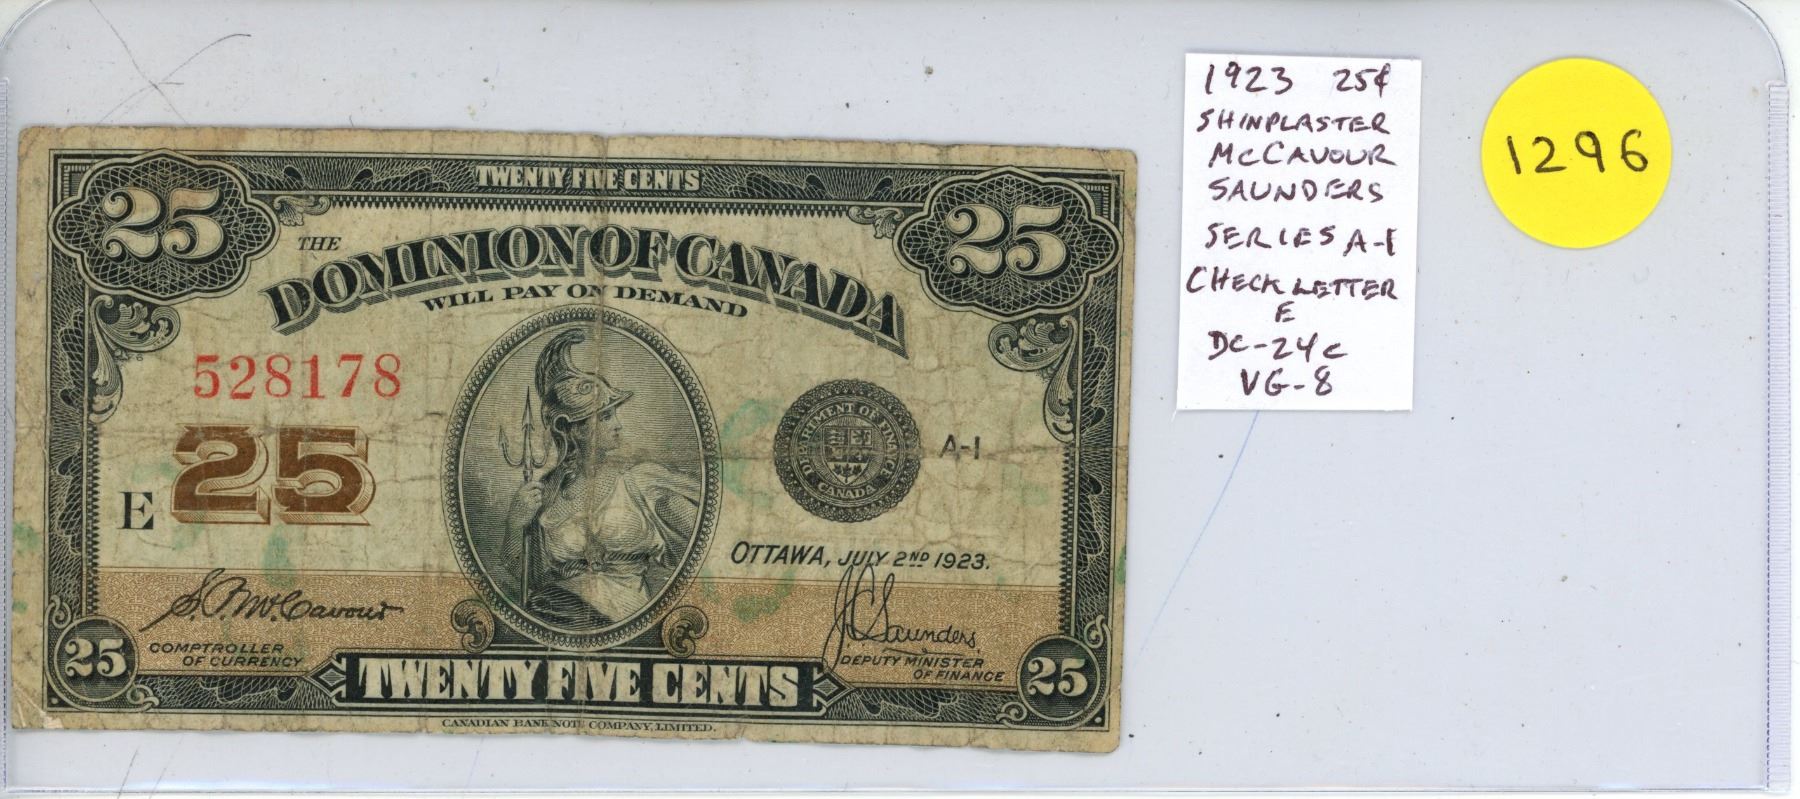 25
TWENTY FIVE CENTS
25
THE
DOMINION OF CANADA
WILL PAY ON DEMAND
528178
25
E
DEPARTMENT OF FINANCE
CANADA
A-1
OTTAWA, JULY 2ND 1923.
S.P. McCavour
COMPTROLLER
OF CURRENCY
J.C. Saunders
DEPUTY MINISTER
OF FINANCE
25
TWENTY FIVE CENTS
25
CANADIAN BANK NOTE COMPANY, LIMITED.
1923 25¢
SHINPLASTER
McCAVOUR
SAUNDERS
SERIES A-1
CHECK LETTER
E
DC-24c
VG-8
1296